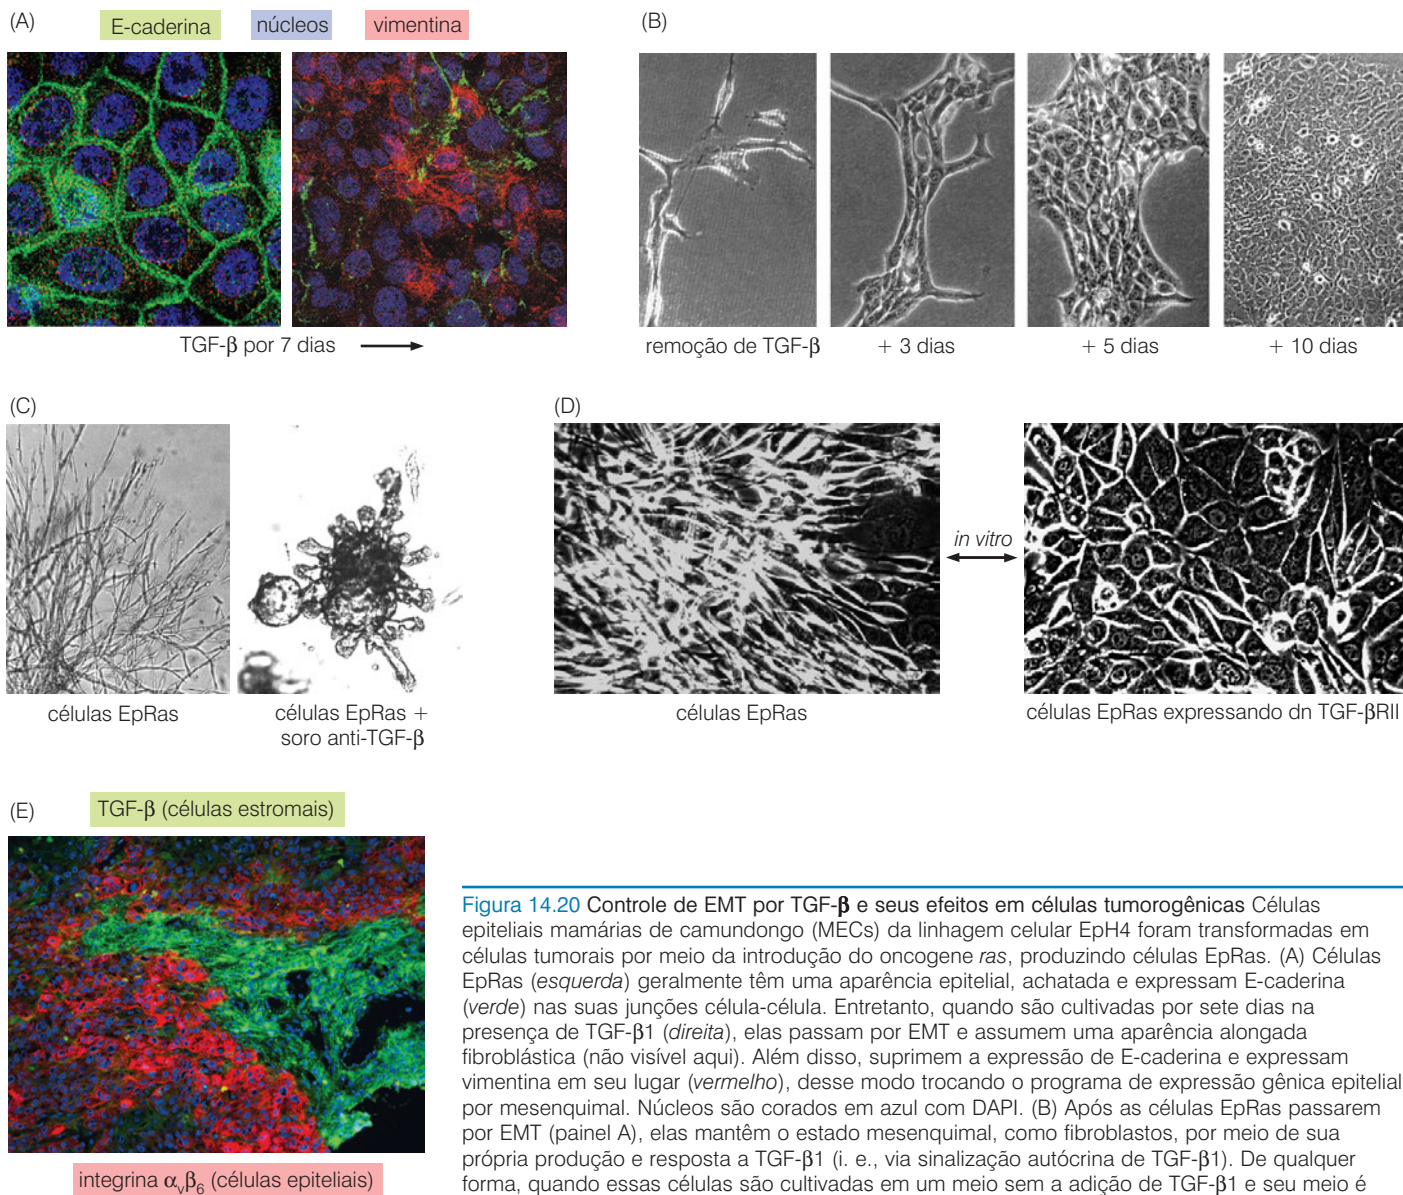 (A)
E-caderina núcleos vimentina
TGF-β por 7 dias
(B)
remoção de TGF-β + 3 dias + 5 dias + 10 dias
(C)
células EpRas
células EpRas +
soro anti-TGF-β
(D)
in vitro
células EpRas
células EpRas expressando dn TGF-βRII
(E)
TGF-β (células estromais)
integrina αvβ6 (células epiteliais)
Figura 14.20 Controle de EMT por TGF-β e seus efeitos em células tumorogênicas Células
epiteliais mamárias de camundongo (MECs) da linhagem celular EpH4 foram transformadas em
células tumorais por meio da introdução do oncogene ras, produzindo células EpRas. (A) Células
EpRas (esquerda) geralmente têm uma aparência epitelial, achatada e expressam E-caderina
(verde) nas suas junções célula-célula. Entretanto, quando são cultivadas por sete dias na
presença de TGF-β1 (direita), elas passam por EMT e assumem uma aparência alongada
fibroblástica (não visível aqui). Além disso, suprimem a expressão de E-caderina e expressam
vimentina em seu lugar (vermelho), desse modo trocando o programa de expressão gênica epitelial
por mesenquimal. Núcleos são corados em azul com DAPI. (B) Após as células EpRas passarem
por EMT (painel A), elas mantêm o estado mesenquimal, como fibroblastos, por meio de sua
própria produção e resposta a TGF-β1 (i. e., via sinalização autócrina de TGF-β1). De qualquer
forma, quando essas células são cultivadas em um meio sem a adição de TGF-β1 e seu meio é